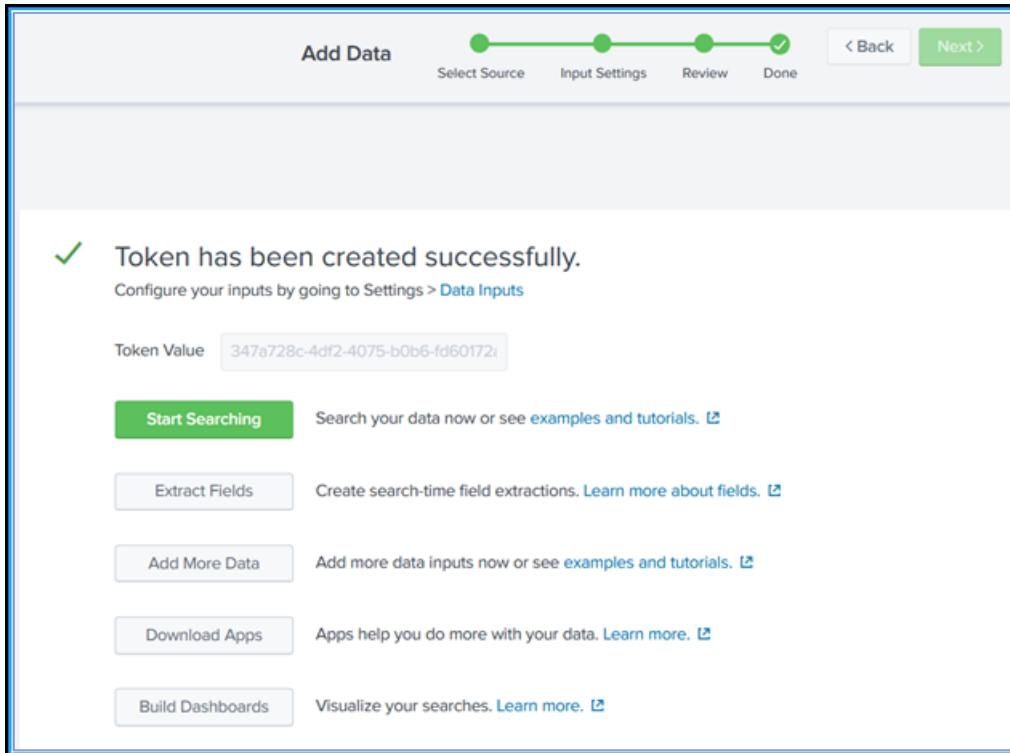 Add Data
Select Source
Input Settings
Review
Done
< Back
Next >
Token has been created successfully.
Configure your inputs by going to Settings > Data Inputs
Token Value 347a728c-4df2-4075-b0b6-fd60172
Start Searching Search your data now or see examples and tutorials.
Extract Fields Create search-time field extractions. Learn more about fields.
Add More Data Add more data inputs now or see examples and tutorials.
Download Apps Apps help you do more with your data. Learn more.
Build Dashboards Visualize your searches. Learn more.